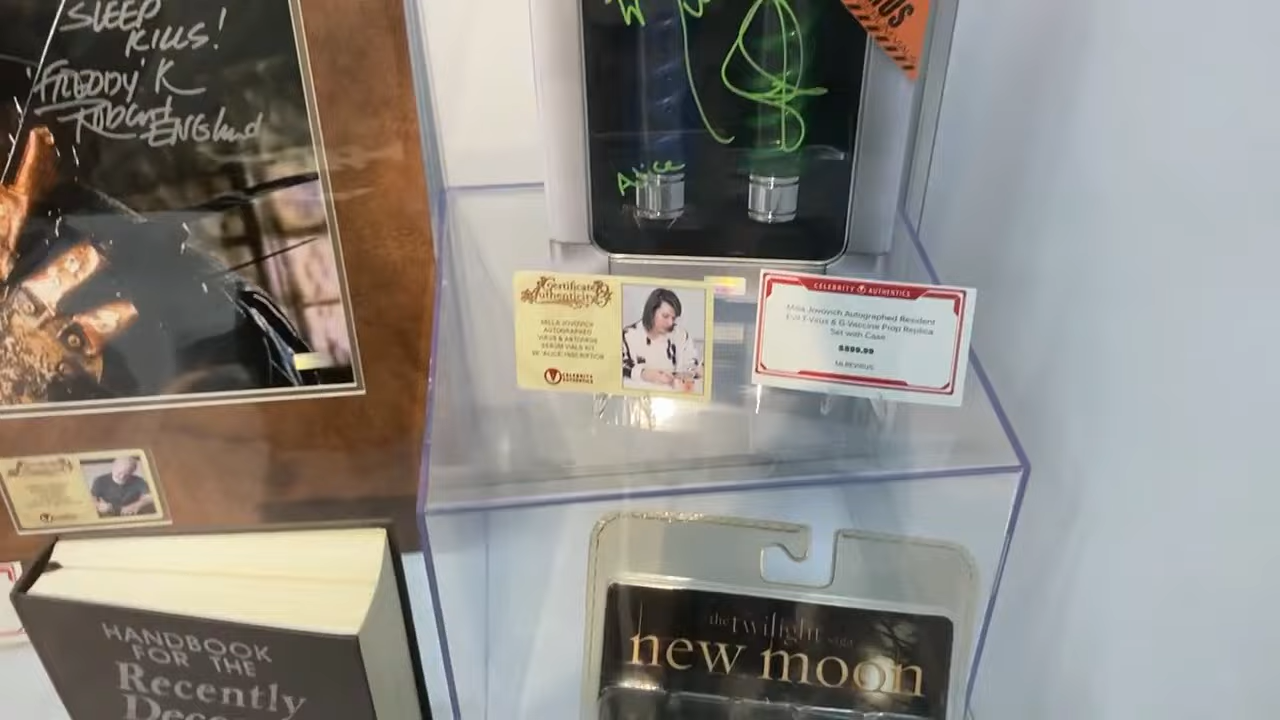 SLEEP
KILLS!
'FREDDY' K
Robert
ENGlund
US
Alice
Certificate
Authenticity
MILLA JOVOVICH
AUTOGRAPHED
VIRUS & ANTIVIRUS
SERUM VIALS KIT
W/ "ALICE" INSCRIPTION
CELEBRITY
AUTHENTICS
CELEBRITY AUTHENTICS
Milla Jovovich Autographed Resident
Evil T-Virus & G-Vaccine Prop Replica
Set with Case
$899.99
the twilight saga
new moon
HANDBOOK
FOR THE
Recently